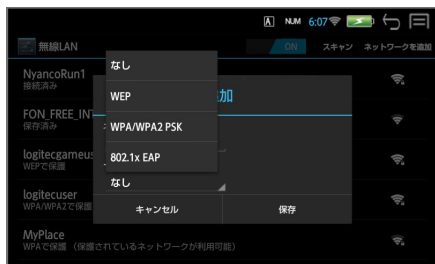 A NUM 6:07
無線LAN ON スキャン ネットワークを追加
NyancoRun1
接続済み
なし
WEP
WPA/WPA2 PSK
802.1x EAP
追加
FON_FREE_IN
保存済み
logitecgameus
WEPで保護
logitecuser
WPA/WPA2で保護
なし
キャンセル 保存
MyPlace
WPAで保護 (保護されているネットワークが利用可能)